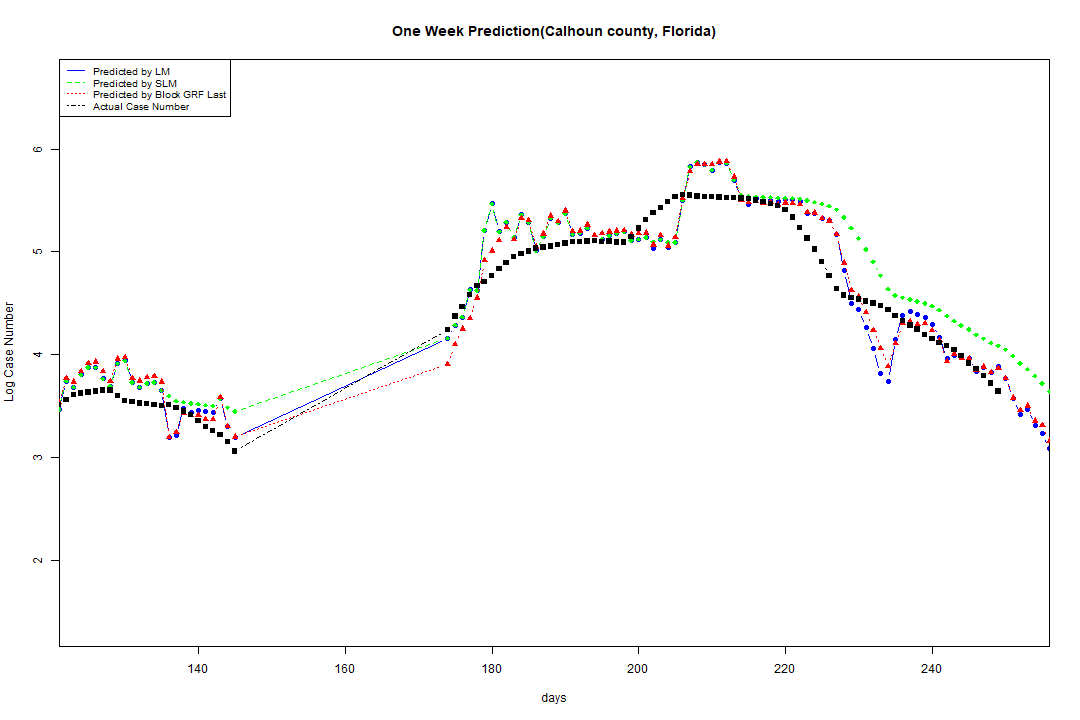 One Week Prediction(Calhoun county, Florida)
Predicted by LM
Predicted by SLM
Predicted by Block GRF Last
Actual Case Number
6
5
4
3
2
Log Case Number
140 160 180 200 220 240
days